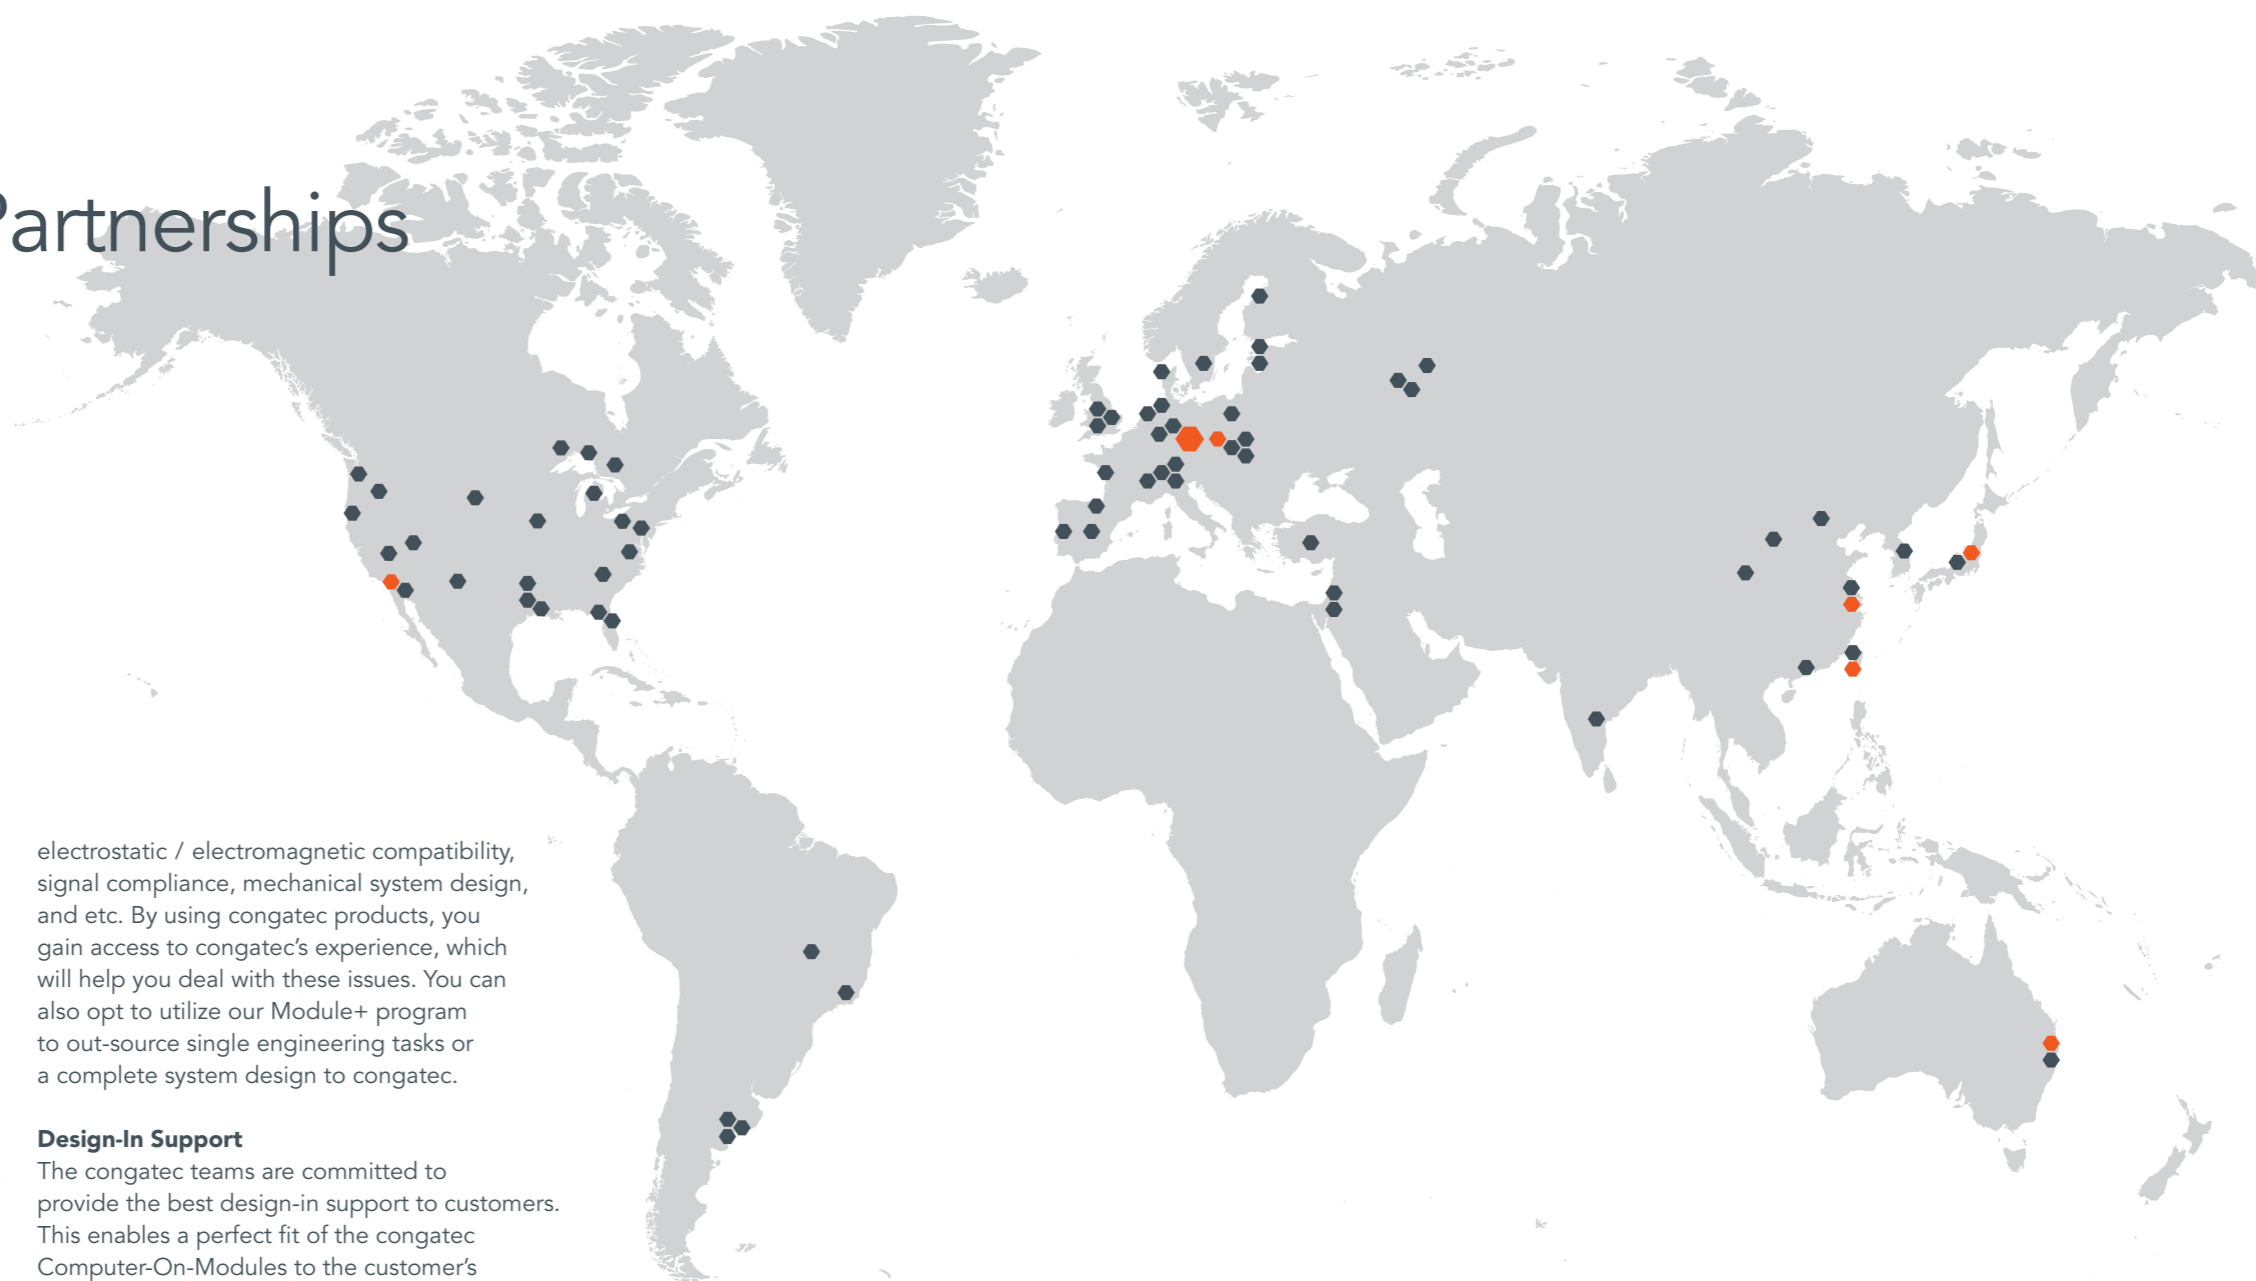 Partnerships
electrostatic / electromagnetic compatibility,
signal compliance, mechanical system design,
and etc. By using congatec products, you
gain access to congatec’s experience, which
will help you deal with these issues. You can
also opt to utilize our Module+ program
to out-source single engineering tasks or
a complete system design to congatec.
Design-In Support
The congatec teams are committed to
provide the best design-in support to customers.
This enables a perfect fit of the congatec
Computer-On-Modules to the customer’s